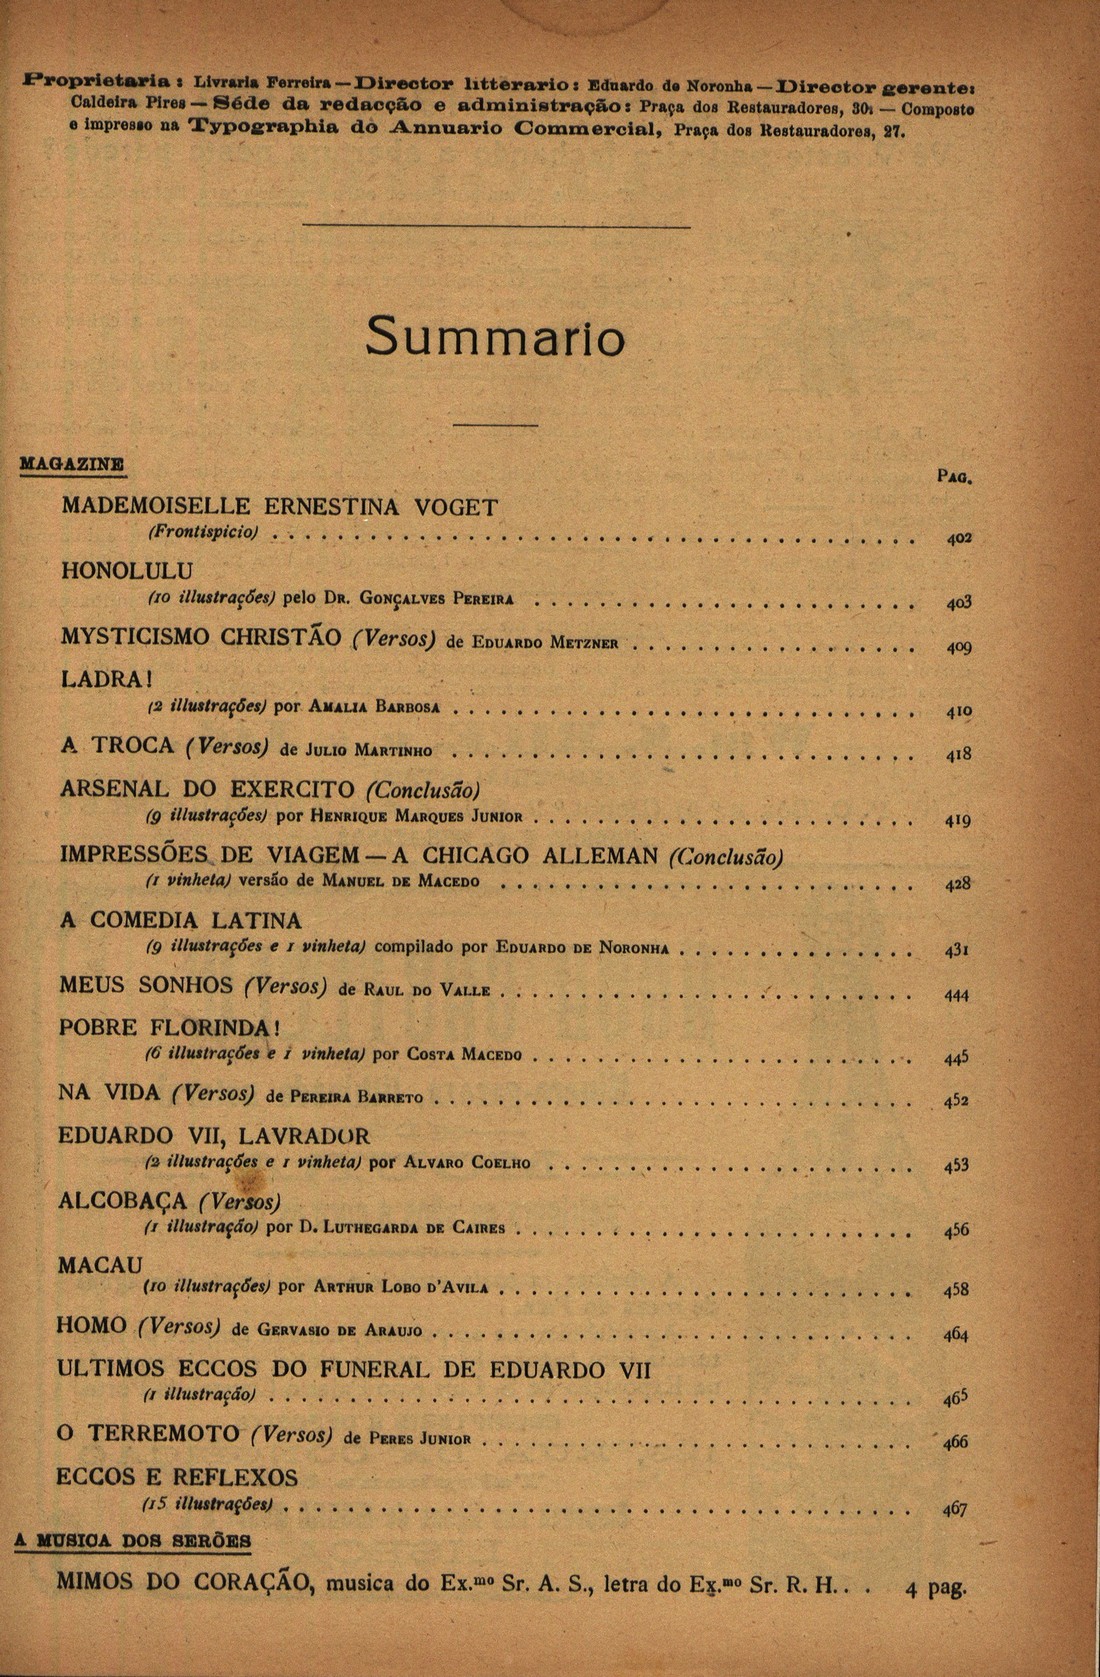 Proprietaria: Livraria Ferreira — Director litterario: Eduardo de Noronha — Director gerente:
Caldeira Pires — Séde da redacção e administração: Praça dos Restauradores, 30: — Composto
e impresso na Typographia do Annuario Commercial, Praça dos Restauradores, 27.
Summario
MAGAZINE
PAG.
MADEMOISELLE ERNESTINA VOGET
(Frontispicio) . . . . . . . . . . . . . . . . . . . . 402
HONOLULU
(10 illustrações) pelo DR. GONÇALVES PEREIRA . . . . . . . . . . . . 403
MYSTICISMO CHRISTÃO (Versos) de EDUARDO METZNER . . . . . . . . . . 409
LADRA!
(2 illustrações) por AMALIA BARBOSA . . . . . . . . . . . . . . 410
A TROCA (Versos) de JULIO MARTINHO . . . . . . . . . . . . . . 418
ARSENAL DO EXERCITO (Conclusão)
(9 illustrações) por HENRIQUE MARQUES JUNIOR . . . . . . . . . . . . 419
IMPRESSÕES DE VIAGEM — A CHICAGO ALLEMAN (Conclusão)
(1 vinheta) versão de MANUEL DE MACEDO . . . . . . . . . . . . 428
A COMEDIA LATINA
(9 illustrações e 1 vinheta) compilado por EDUARDO DE NORONHA . . . . . . . . 431
MEUS SONHOS (Versos) de RAUL DO VALLE . . . . . . . . . . . . . 444
POBRE FLORINDA!
(6 illustrações e 1 vinheta) por COSTA MACEDO . . . . . . . . . . . . 445
NA VIDA (Versos) de PEREIRA BARRETO . . . . . . . . . . . . . . 452
EDUARDO VII, LAVRADOR
(2 illustrações e 1 vinheta) por ALVARO COELHO . . . . . . . . . . . . 453
ALCOBAÇA (Versos)
(1 illustração) por D. LUTHEGARDA DE CAIRES . . . . . . . . . . . . 456
MACAU
(10 illustrações) por ARTHUR LOBO D'AVILA . . . . . . . . . . . . . 458
HOMO (Versos) de GERVASIO DE ARAUJO . . . . . . . . . . . . . . 464
ULTIMOS ECCOS DO FUNERAL DE EDUARDO VII
(1 illustração) . . . . . . . . . . . . . . . . . . . . 465
O TERREMOTO (Versos) de PERES JUNIOR . . . . . . . . . . . . . 466
ECCOS E REFLEXOS
(15 illustrações) . . . . . . . . . . . . . . . . . . . 467
A MUSICA DOS SERÕES
MIMOS DO CORAÇÃO, musica do Ex.mo Sr. A. S., letra do Ex.mo Sr. R. H. . . 4 pag.